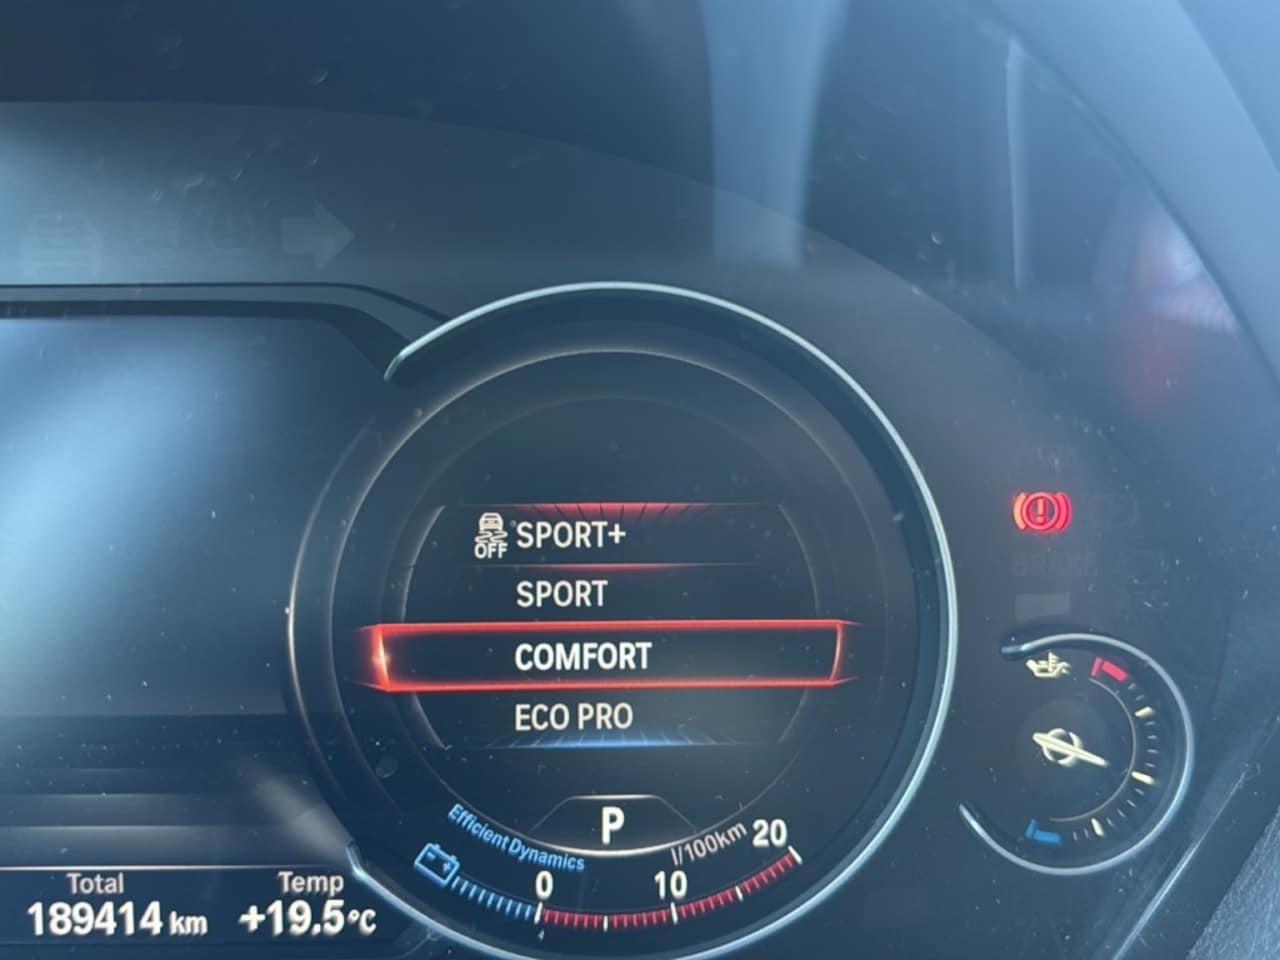 OFF SPORT+
SPORT
COMFORT
ECO PRO
P
Efficient Dynamics
l/100km
0
10
20
Total
189414 km
Temp
+19.5°C